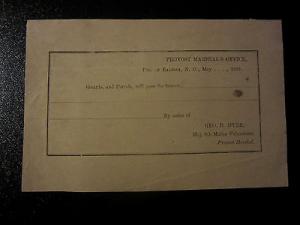 PROVOST MARSHAL'S OFFICE,
Post of Raleigh, N. C., May ...., 1865.
Guards, and Patrols, will pass the bearer,
By order of
GEO. H.
Maj. 9th Maine Volunteers,
Provost Marshal.